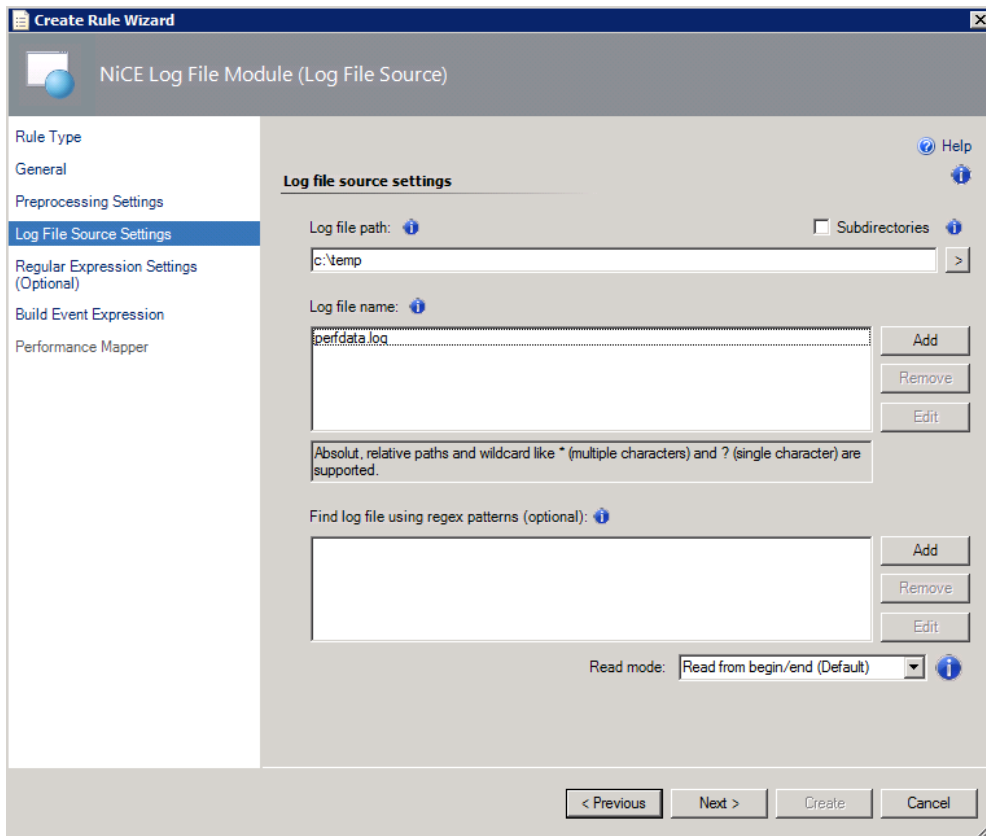 Create Rule Wizard
NiCE Log File Module (Log File Source)
Rule Type
General
Preprocessing Settings
Log File Source Settings
Regular Expression Settings
(Optional)
Build Event Expression
Performance Mapper
Help
Log file source settings
Log file path:
Subdirectories
c:\temp
>
Log file name:
perfdata.log
Add
Remove
Edit
Absolut, relative paths and wildcard like * (multiple characters) and ? (single character) are
supported.
Find log file using regex patterns (optional):
Add
Remove
Edit
Read mode: Read from begin/end (Default)
< Previous Next > Create Cancel